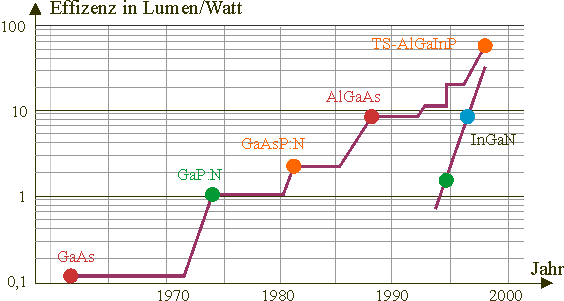 Effizenz in Lumen/Watt
100
TS-AlGaInP
AlGaAs
10
GaAsP:N
InGaN
GaP:N
1
GaAs
Jahr
0,1
1970
1980
1990
2000